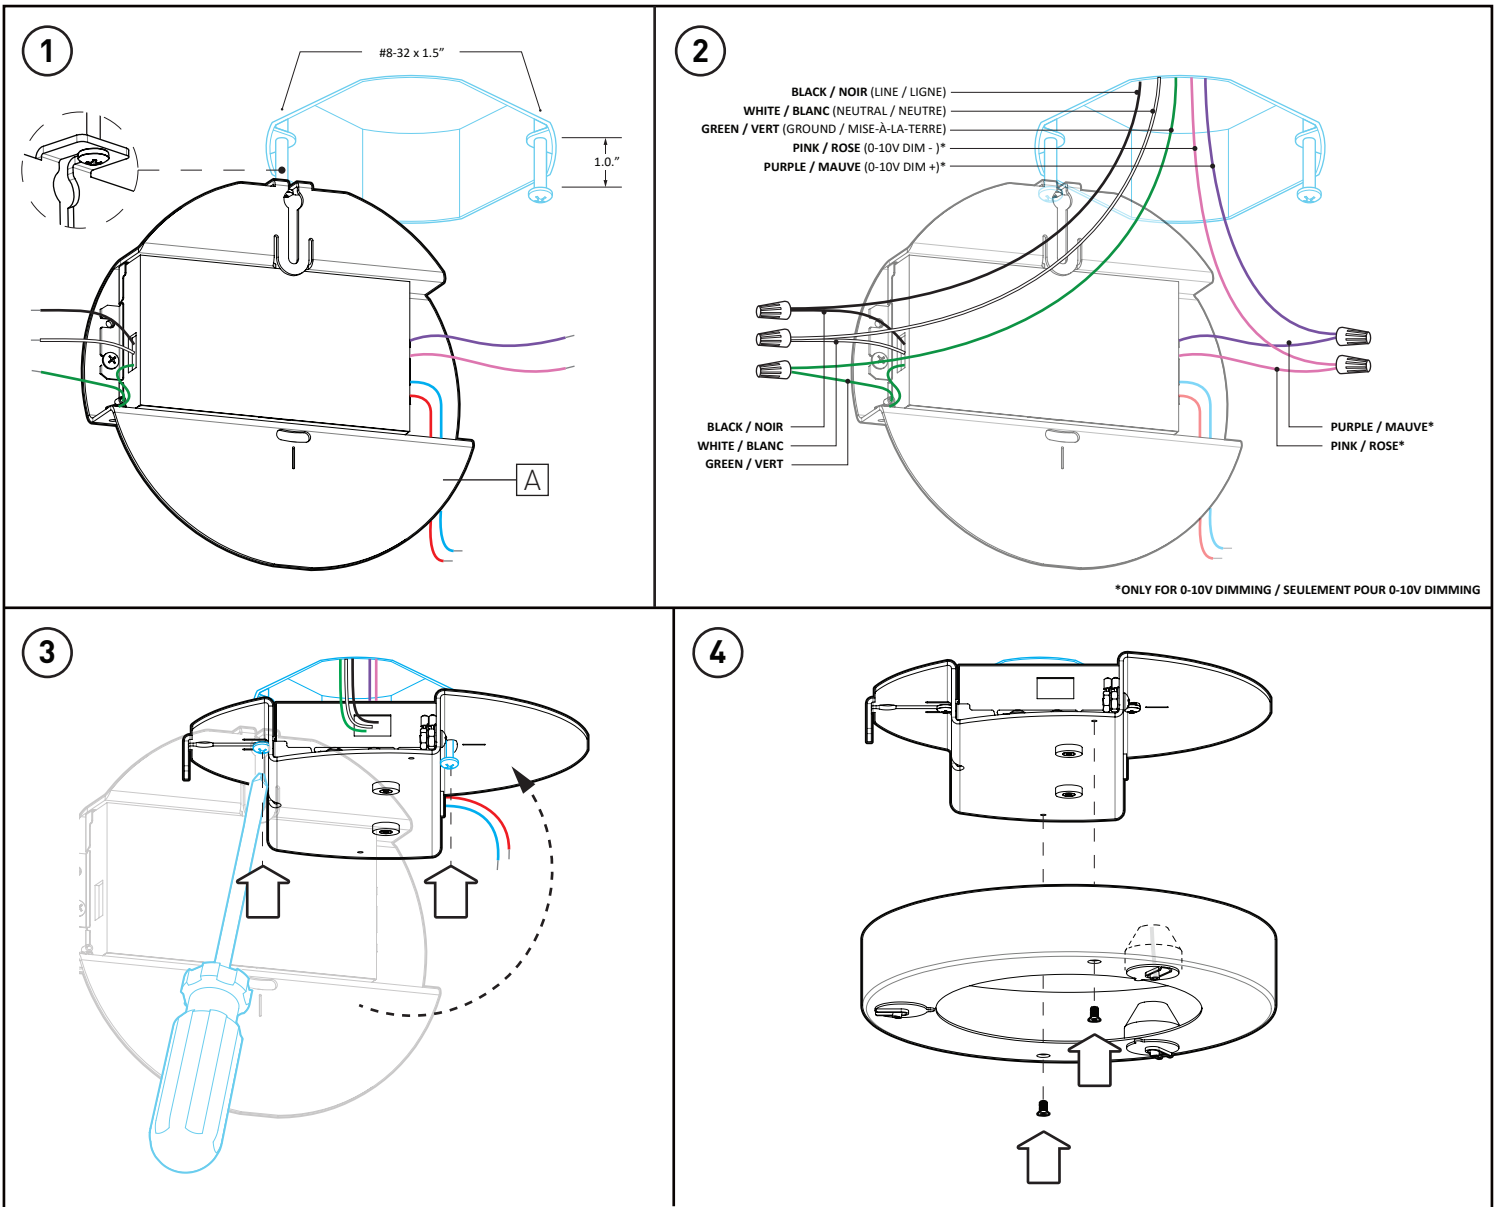 1
#8-32 x 1.5”
1.0.”
A
2
BLACK / NOIR (LINE / LIGNE)
WHITE / BLANC (NEUTRAL / NEUTRE)
GREEN / VERT (GROUND / MISE-À-LA-TERRE)
PINK / ROSE (0-10V DIM - )*
PURPLE / MAUVE (0-10V DIM +)*
BLACK / NOIR
WHITE / BLANC
GREEN / VERT
PURPLE / MAUVE*
PINK / ROSE*
*ONLY FOR 0-10V DIMMING / SEULEMENT POUR 0-10V DIMMING
3
4